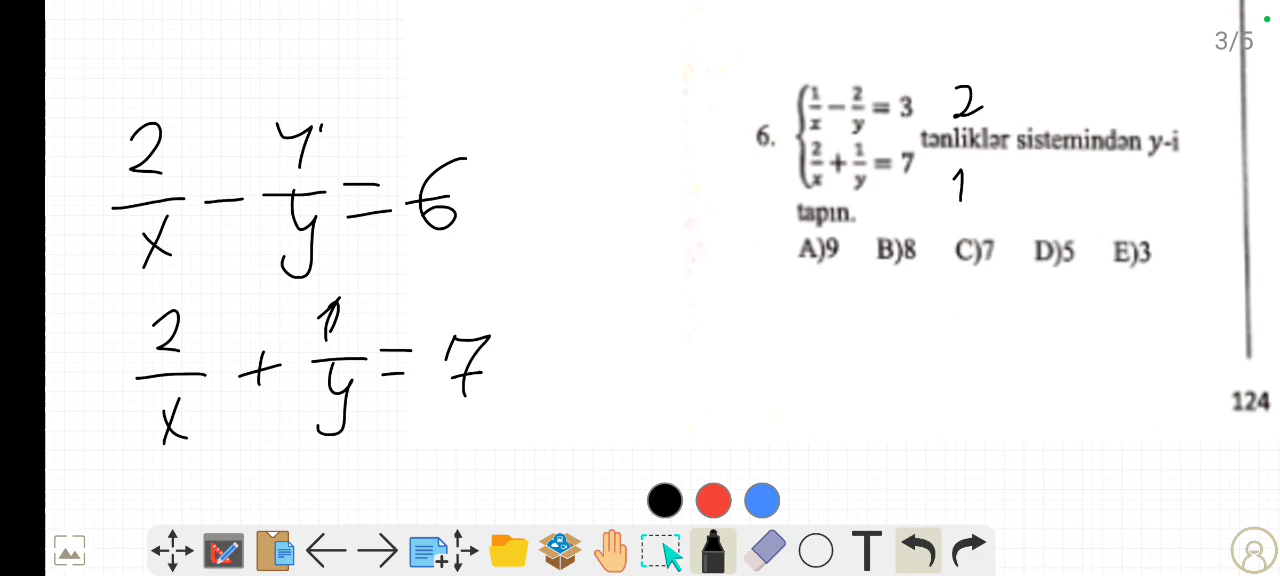 3/5
2/x - 4/y = 6
2/x + 1/y = 7
6. { 1/x − 2/y = 3 2
2/x + 1/y = 7 1
tənliklər sistemindən y-i
tapın.
A)9 B)8 C)7 D)5 E)3
124
T